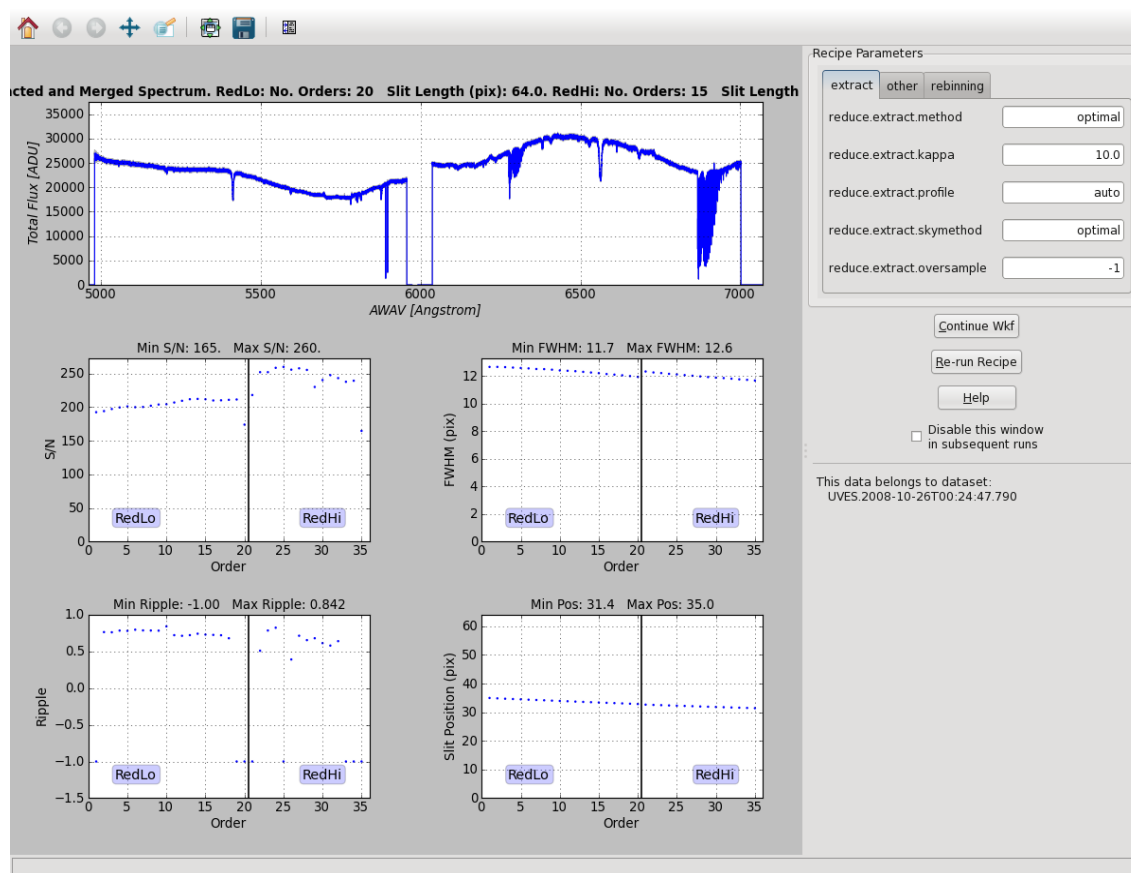 acted and Merged Spectrum. RedLo: No. Orders: 20 Slit Length (pix): 64.0. RedHi: No. Orders: 15 Slit Length
35000
30000
25000
20000
15000
10000
5000
0
Total Flux [ADU]
5000 5500 6000 6500 7000
AWAV [Angstrom]
Min S/N: 165. Max S/N: 260.
250
200
150
100
50
0
S/N
RedLo RedHi
0 5 10 15 20 25 30 35
Order
Min FWHM: 11.7 Max FWHM: 12.6
12
10
8
6
4
2
0
FWHM (pix)
RedLo RedHi
0 5 10 15 20 25 30 35
Order
Min Ripple: -1.00 Max Ripple: 0.842
1.0
0.5
0.0
−0.5
−1.0
−1.5
Ripple
RedLo RedHi
0 5 10 15 20 25 30 35
Order
Min Pos: 31.4 Max Pos: 35.0
60
50
40
30
20
10
0
Slit Position (pix)
RedLo RedHi
0 5 10 15 20 25 30 35
Order
Recipe Parameters
extract other rebinning
reduce.extract.method optimal
reduce.extract.kappa 10.0
reduce.extract.profile auto
reduce.extract.skymethod optimal
reduce.extract.oversample -1
Continue Wkf
Re-run Recipe
Help
Disable this window
in subsequent runs
This data belongs to dataset:
UVES.2008-10-26T00:24:47.790